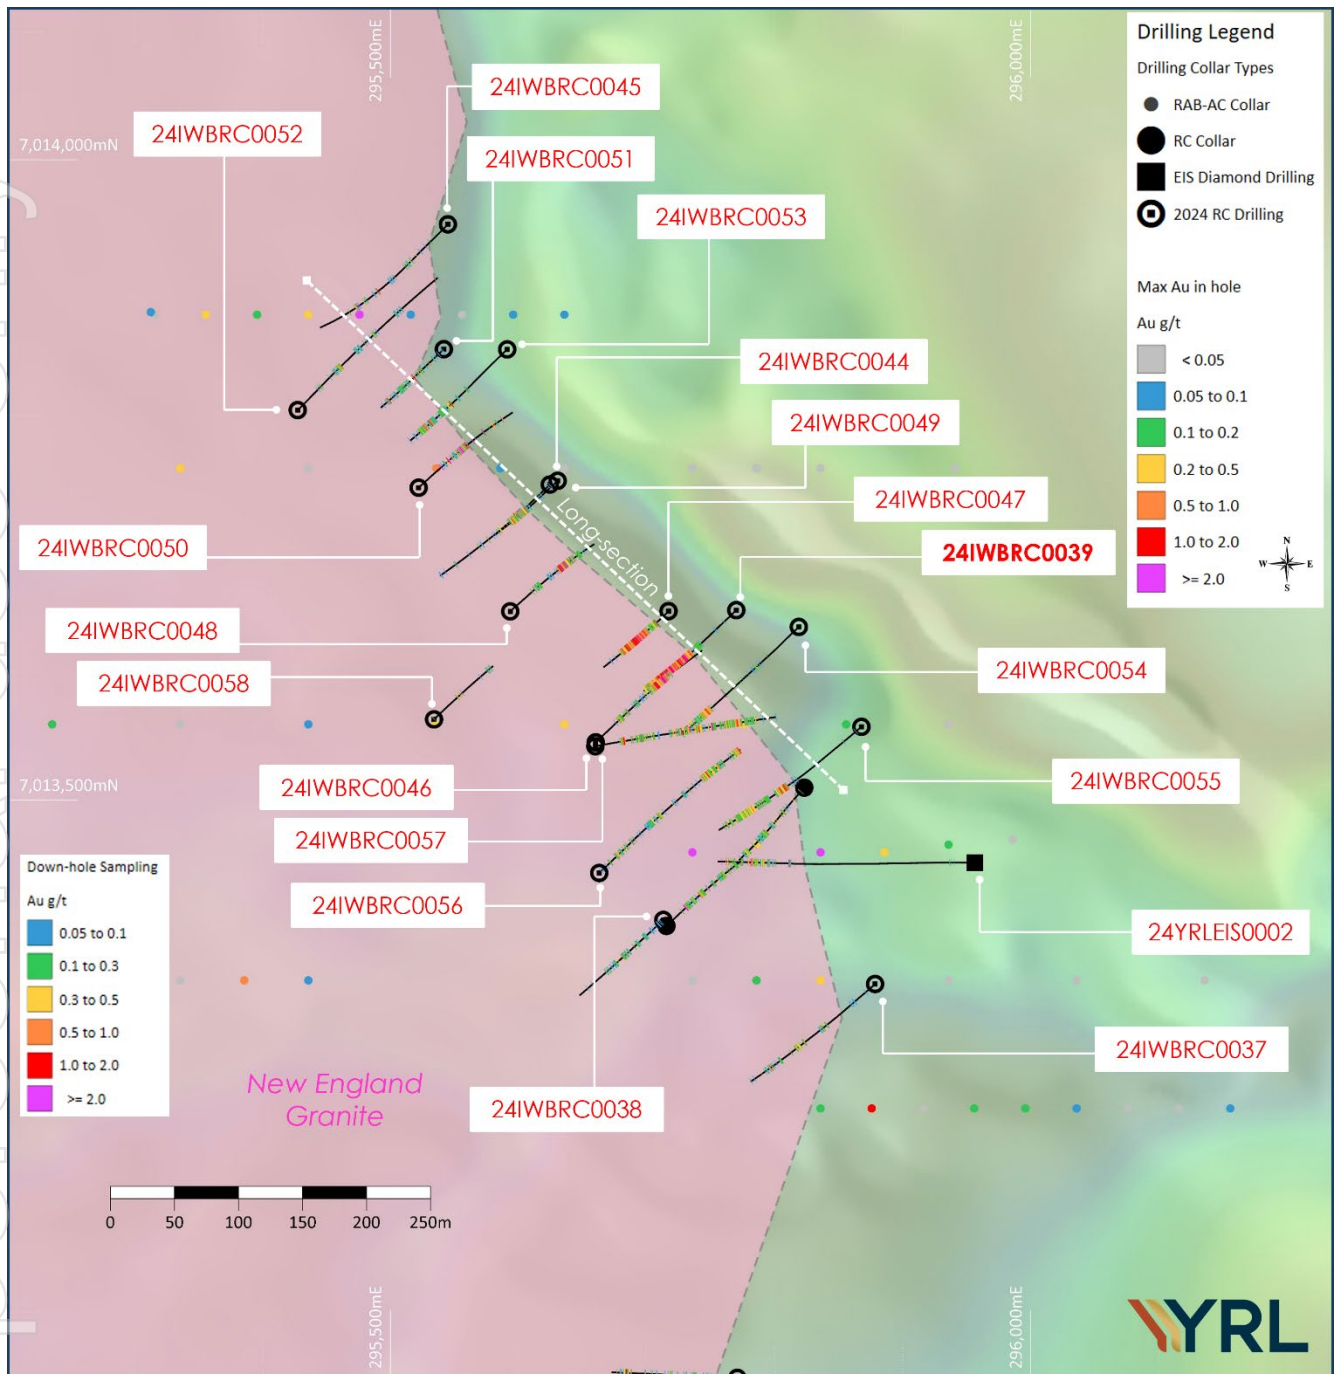 295,500mE
296,000mE
Drilling Legend
Drilling Collar Types
RAB-AC Collar
RC Collar
EIS Diamond Drilling
2024 RC Drilling
Max Au in hole
Au g/t
< 0.05
0.05 to 0.1
0.1 to 0.2
0.2 to 0.5
0.5 to 1.0
1.0 to 2.0
>= 2.0
N
W
E
S
24IWBRC0045
24IWBRC0052
7,014,000mN
24IWBRC0051
24IWBRC0053
24IWBRC0044
24IWBRC0049
24IWBRC0047
24IWBRC0050
24IWBRC0039
Long-section
24IWBRC0048
24IWBRC0054
24IWBRC0058
24IWBRC0046
7,013,500mN
24IWBRC0055
24IWBRC0057
24IWBRC0056
24YRLEIS0002
24IWBRC0037
24IWBRC0038
Down-hole Sampling
Au g/t
0.05 to 0.1
0.1 to 0.3
0.3 to 0.5
0.5 to 1.0
1.0 to 2.0
>= 2.0
New England
Granite
0 50 100 150 200 250m
295,500mE
296,000mE
YRL